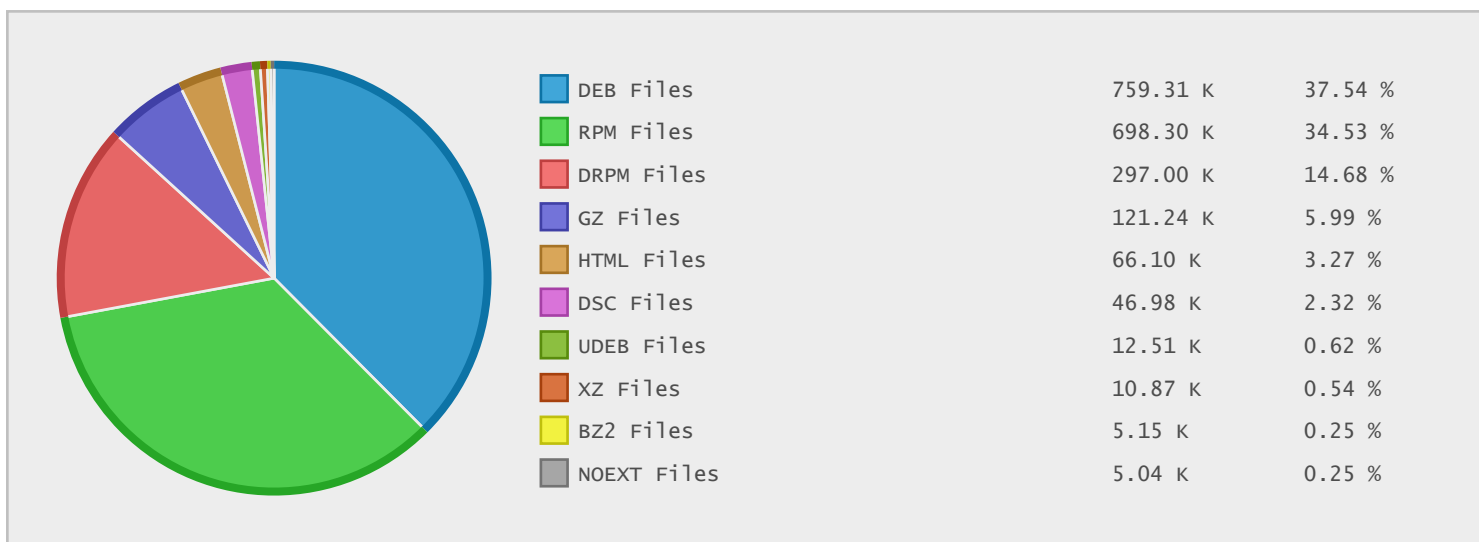 DEB Files 759.31 K 37.54 %
RPM Files 698.30 K 34.53 %
DRPM Files 297.00 K 14.68 %
GZ Files 121.24 K 5.99 %
HTML Files 66.10 K 3.27 %
DSC Files 46.98 K 2.32 %
UDEB Files 12.51 K 0.62 %
XZ Files 10.87 K 0.54 %
BZ2 Files 5.15 K 0.25 %
NOEXT Files 5.04 K 0.25 %